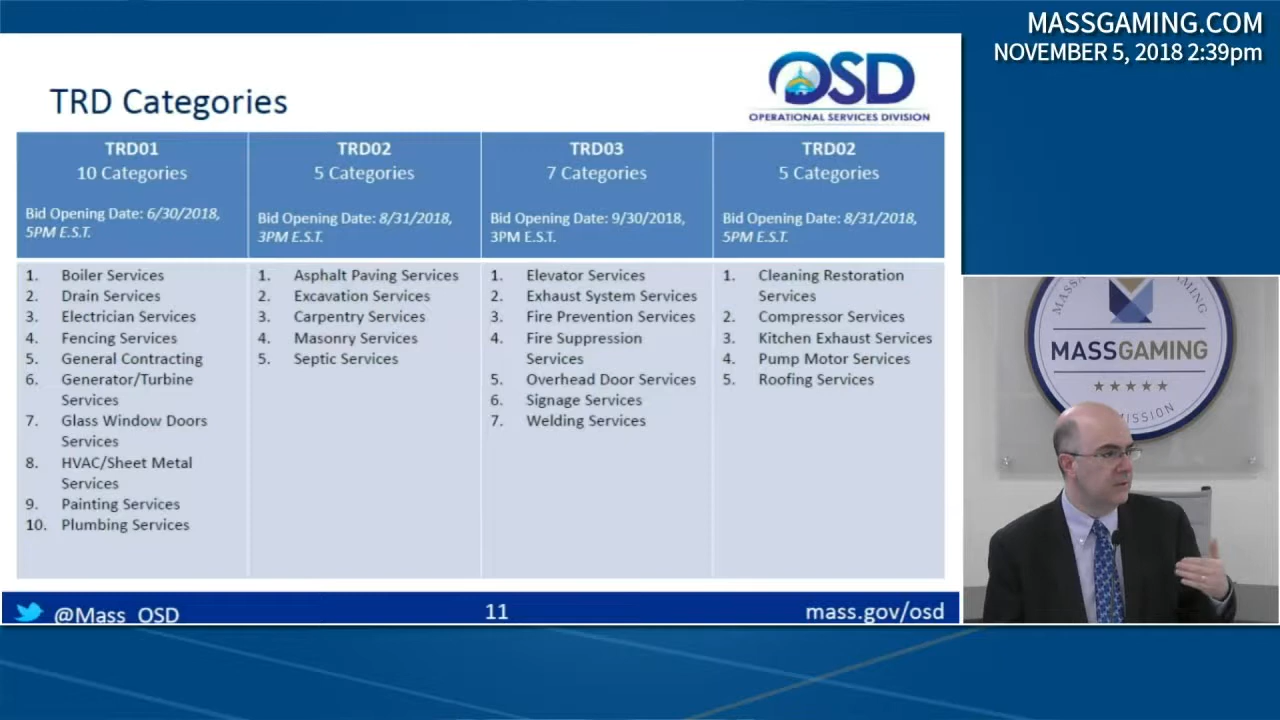 MASSGAMING.COM
NOVEMBER 5, 2018 2:39pm
OSD
OPERATIONAL SERVICES DIVISION
TRD Categories
TRD01
10 Categories
Bid Opening Date: 6/30/2018,
5PM E.S.T.
1. Boiler Services
2. Drain Services
3. Electrician Services
4. Fencing Services
5. General Contracting
6. Generator/Turbine
Services
7. Glass Window Doors
Services
8. HVAC/Sheet Metal
Services
9. Painting Services
10. Plumbing Services
TRD02
5 Categories
Bid Opening Date: 8/31/2018,
3PM E.S.T.
1. Asphalt Paving Services
2. Excavation Services
3. Carpentry Services
4. Masonry Services
5. Septic Services
TRD03
7 Categories
Bid Opening Date: 9/30/2018,
3PM E.S.T.
1. Elevator Services
2. Exhaust System Services
3. Fire Prevention Services
4. Fire Suppression
Services
5. Overhead Door Services
6. Signage Services
7. Welding Services
TRD02
5 Categories
Bid Opening Date: 8/31/2018,
5PM E.S.T.
1. Cleaning Restoration
Services
2. Compressor Services
3. Kitchen Exhaust Services
4. Pump Motor Services
5. Roofing Services
@Mass_OSD
11
mass.gov/osd
MASSGAMING